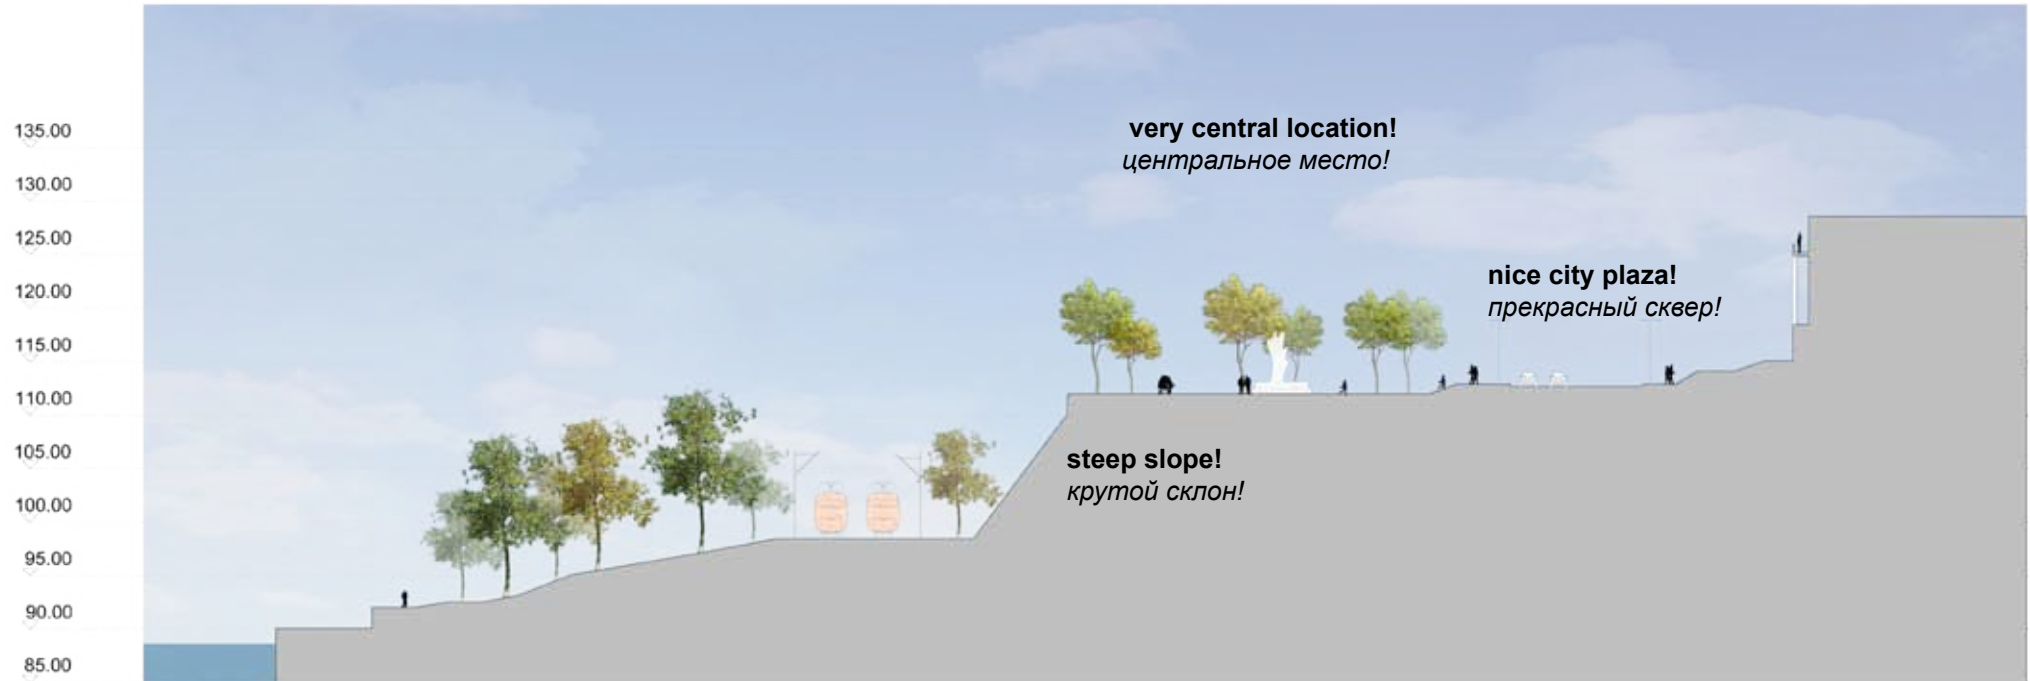 135.00
130.00
125.00
120.00
115.00
110.00
105.00
100.00
95.00
90.00
85.00
very central location!
центральное место!
nice city plaza!
прекрасный сквер!
steep slope!
крутой склон!